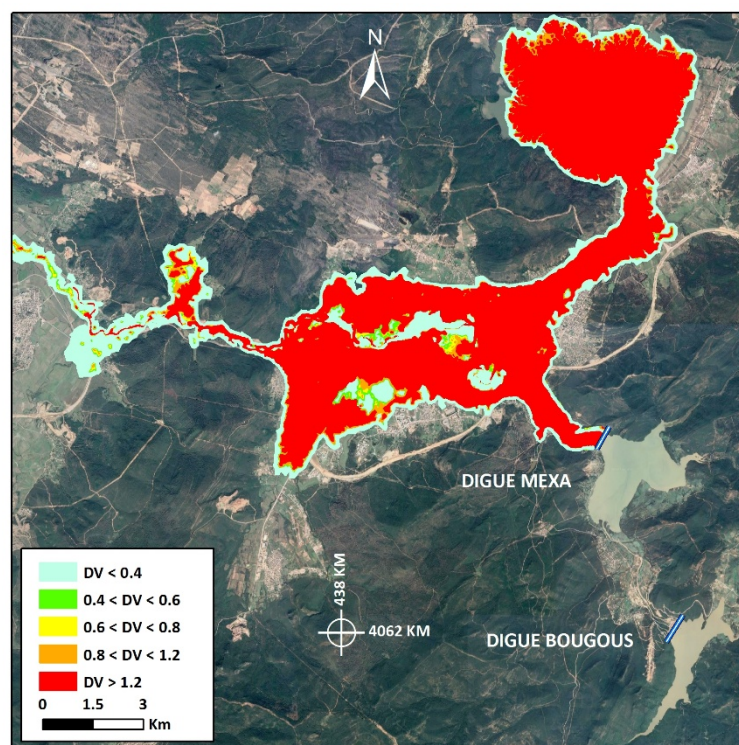 N
DIGUE MEXA
438 KM
4062 KM
DIGUE BOUGOUS
DV < 0.4
0.4 < DV < 0.6
0.6 < DV < 0.8
0.8 < DV < 1.2
DV > 1.2
0 1.5 3
Km